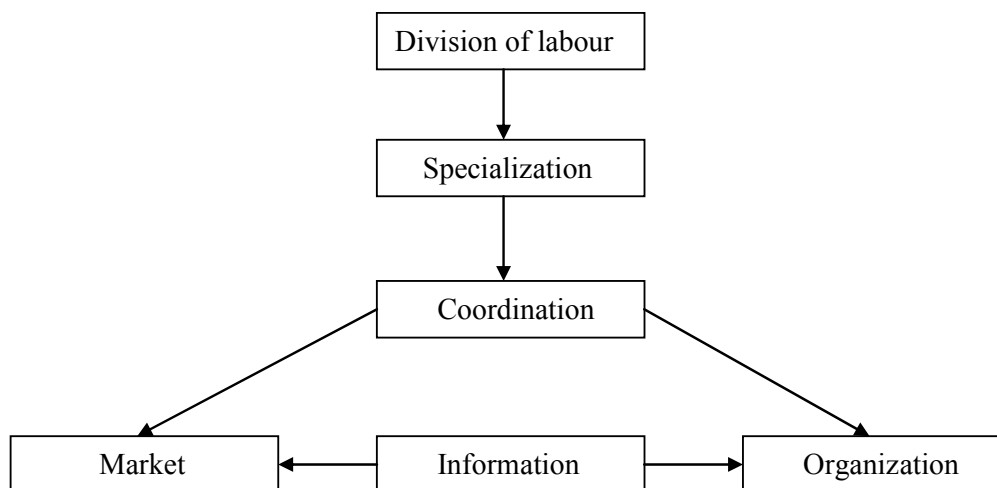 Division of labour
Specialization
Coordination
Market
Information
Organization